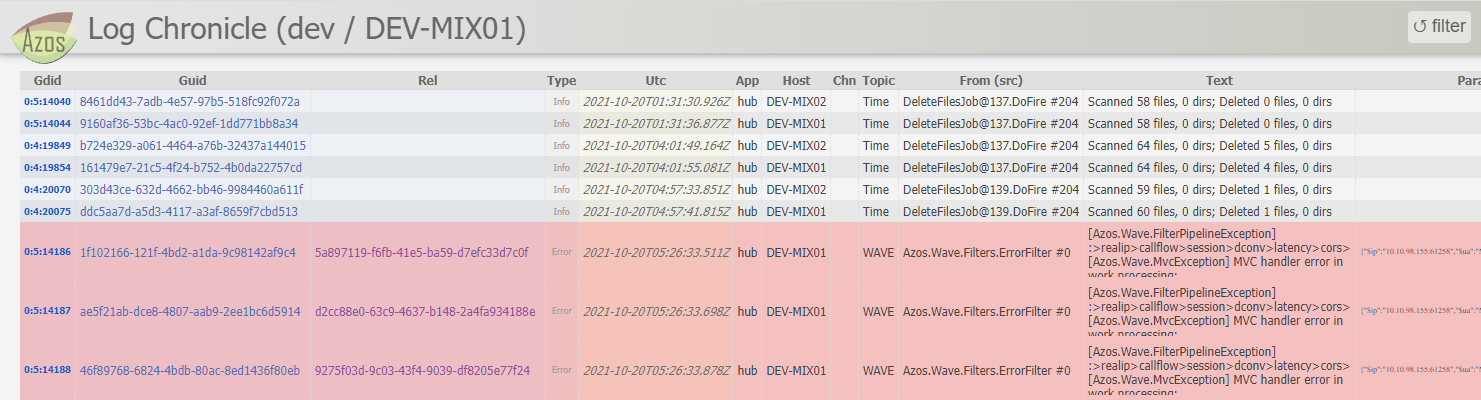 AZOS
Log Chronicle (dev / DEV-MIX01)
↺ filter
Gdid Guid Rel Type Utc App Host Chn Topic From (src) Text Para
0:5:14040 8461dd43-7adb-4e57-97b5-518fc92f072a Info 2021-10-20T01:31:30.926Z hub DEV-MIX02 Time DeleteFilesJob@137.DoFire #204 Scanned 58 files, 0 dirs; Deleted 0 files, 0 dirs
0:5:14044 9160af36-53bc-4ac0-92ef-1dd771bb8a34 Info 2021-10-20T01:31:36.877Z hub DEV-MIX01 Time DeleteFilesJob@137.DoFire #204 Scanned 58 files, 0 dirs; Deleted 0 files, 0 dirs
0:4:19849 b724e329-a061-4464-a76b-32437a144015 Info 2021-10-20T04:01:49.164Z hub DEV-MIX02 Time DeleteFilesJob@137.DoFire #204 Scanned 64 files, 0 dirs; Deleted 5 files, 0 dirs
0:4:19854 161479e7-21c5-4f24-b752-4b0da22757cd Info 2021-10-20T04:01:55.081Z hub DEV-MIX01 Time DeleteFilesJob@137.DoFire #204 Scanned 64 files, 0 dirs; Deleted 4 files, 0 dirs
0:4:20070 303d43ce-632d-4662-bb46-9984460a611f Info 2021-10-20T04:57:33.851Z hub DEV-MIX02 Time DeleteFilesJob@139.DoFire #204 Scanned 59 files, 0 dirs; Deleted 1 files, 0 dirs
0:4:20075 ddc5aa7d-a5d3-4117-a3af-8659f7cbd513 Info 2021-10-20T04:57:41.815Z hub DEV-MIX01 Time DeleteFilesJob@139.DoFire #204 Scanned 60 files, 0 dirs; Deleted 1 files, 0 dirs
0:5:14186 1f102166-121f-4bd2-a1da-9c98142af9c4 5a897119-f6fb-41e5-ba59-d7efc33d7c0f Error 2021-10-20T05:26:33.511Z hub DEV-MIX01 WAVE Azos.Wave.Filters.ErrorFilter #0 [Azos.Wave.FilterPipelineException]
:>realip>callflow>session>dconv>latency>cors>
[Azos.Wave.MvcException] MVC handler error in
work processing:
{"$ip":"10.10.98.155:61258","$ua":"M
0:5:14187 ae5f21ab-dce8-4807-aab9-2ee1bc6d5914 d2cc88e0-63c9-4637-b148-2a4fa934188e Error 2021-10-20T05:26:33.698Z hub DEV-MIX01 WAVE Azos.Wave.Filters.ErrorFilter #0 [Azos.Wave.FilterPipelineException]
:>realip>callflow>session>dconv>latency>cors>
[Azos.Wave.MvcException] MVC handler error in
work processing:
{"$ip":"10.10.98.155:61258","$ua":"M
0:5:14188 46f89768-6824-4bdb-80ac-8ed1436f80eb 9275f03d-9c03-43f4-9039-df8205e77f24 Error 2021-10-20T05:26:33.878Z hub DEV-MIX01 WAVE Azos.Wave.Filters.ErrorFilter #0 [Azos.Wave.FilterPipelineException]
:>realip>callflow>session>dconv>latency>cors>
[Azos.Wave.MvcException] MVC handler error in
work processing:
{"$ip":"10.10.98.155:61258","$ua":"M